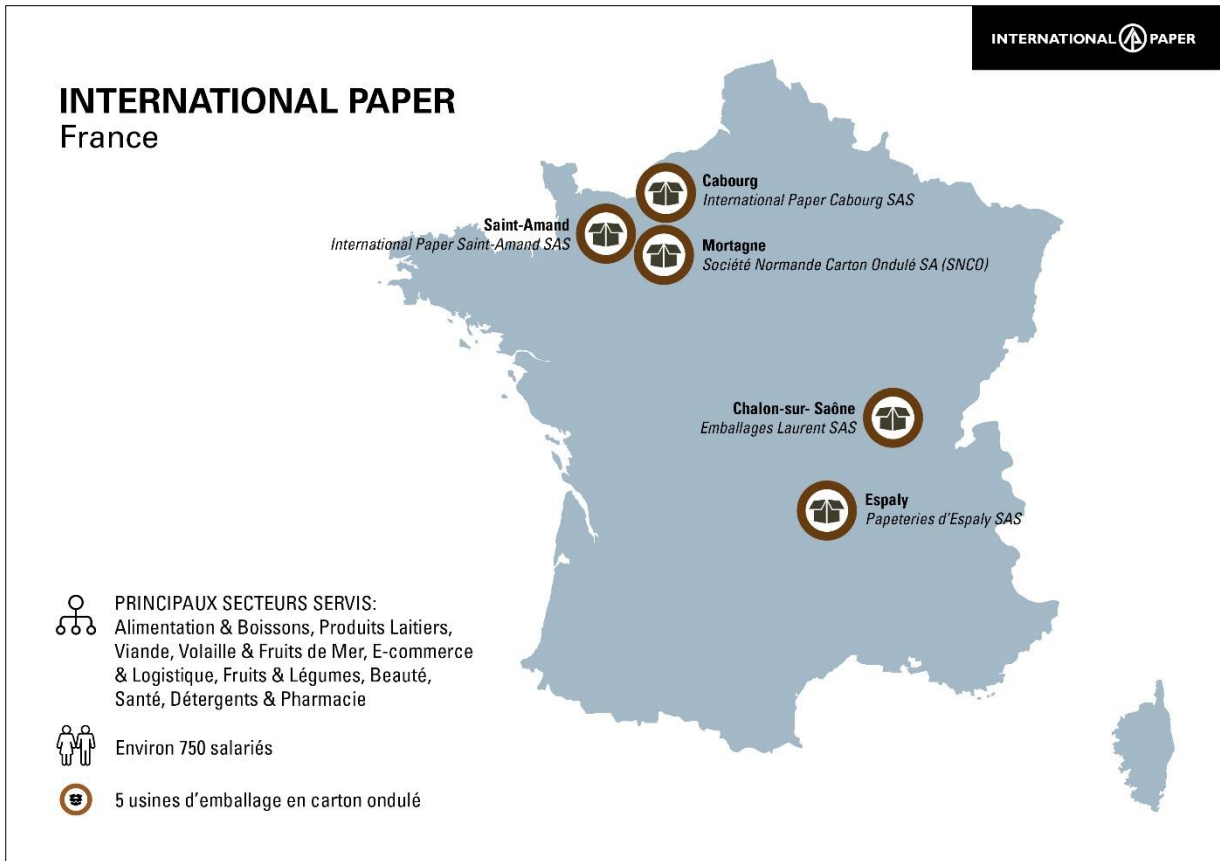 INTERNATIONAL PAPER
INTERNATIONAL PAPER
France
Cabourg
International Paper Cabourg SAS
Saint-Amand
International Paper Saint-Amand SAS
Mortagne
Société Normande Carton Ondulé SA (SNCO)
Chalon-sur- Saône
Emballages Laurent SAS
Espaly
Papeteries d'Espaly SAS
PRINCIPAUX SECTEURS SERVIS:
Alimentation & Boissons, Produits Laitiers,
Viande, Volaille & Fruits de Mer, E-commerce
& Logistique, Fruits & Légumes, Beauté,
Santé, Détergents & Pharmacie
Environ 750 salariés
5 usines d'emballage en carton ondulé